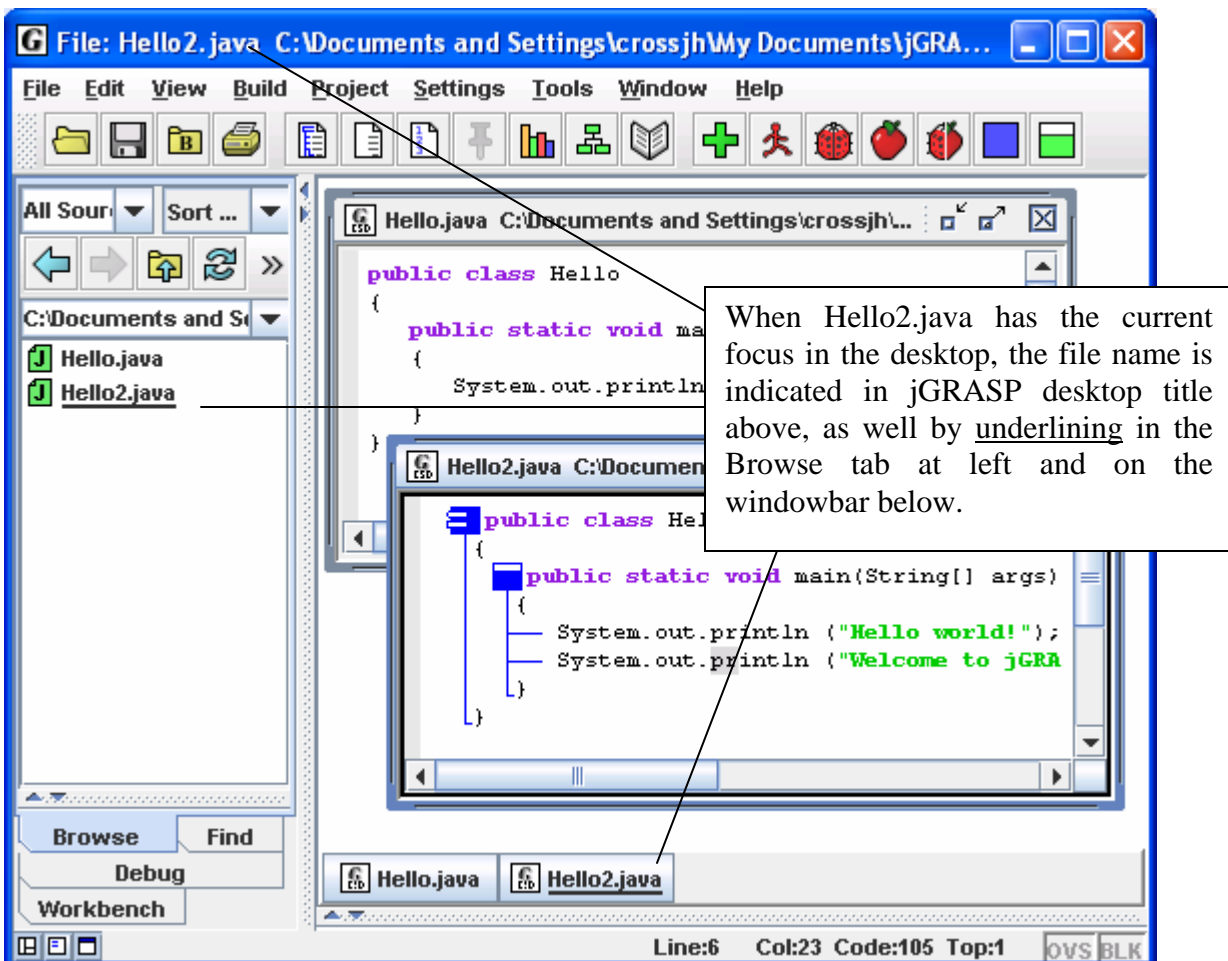 File: Hello2.java C:\Documents and Settings\crossjh\My Documents\jGRA...
File Edit View Build Project Settings Tools Window Help
B
All Sour
Sort ...
C:\Documents and Se
Hello.java
Hello2.java
Hello.java C:\Documents and Settings\crossjh\...
public class Hello
{
public static void ma
{
System.out.println
}
}
When Hello2.java has the current
focus in the desktop, the file name is
indicated in jGRASP desktop title
above, as well by underlining in the
Browse tab at left and on the
windowbar below.
Hello2.java C:\Documen
public class Hel
{
public static void main(String[] args)
{
System.out.println ("Hello world!");
System.out.println ("Welcome to jGRA
}
}
Browse Find
Debug
Workbench
Hello.java Hello2.java
Line:6 Col:23 Code:105 Top:1 OVS BLK